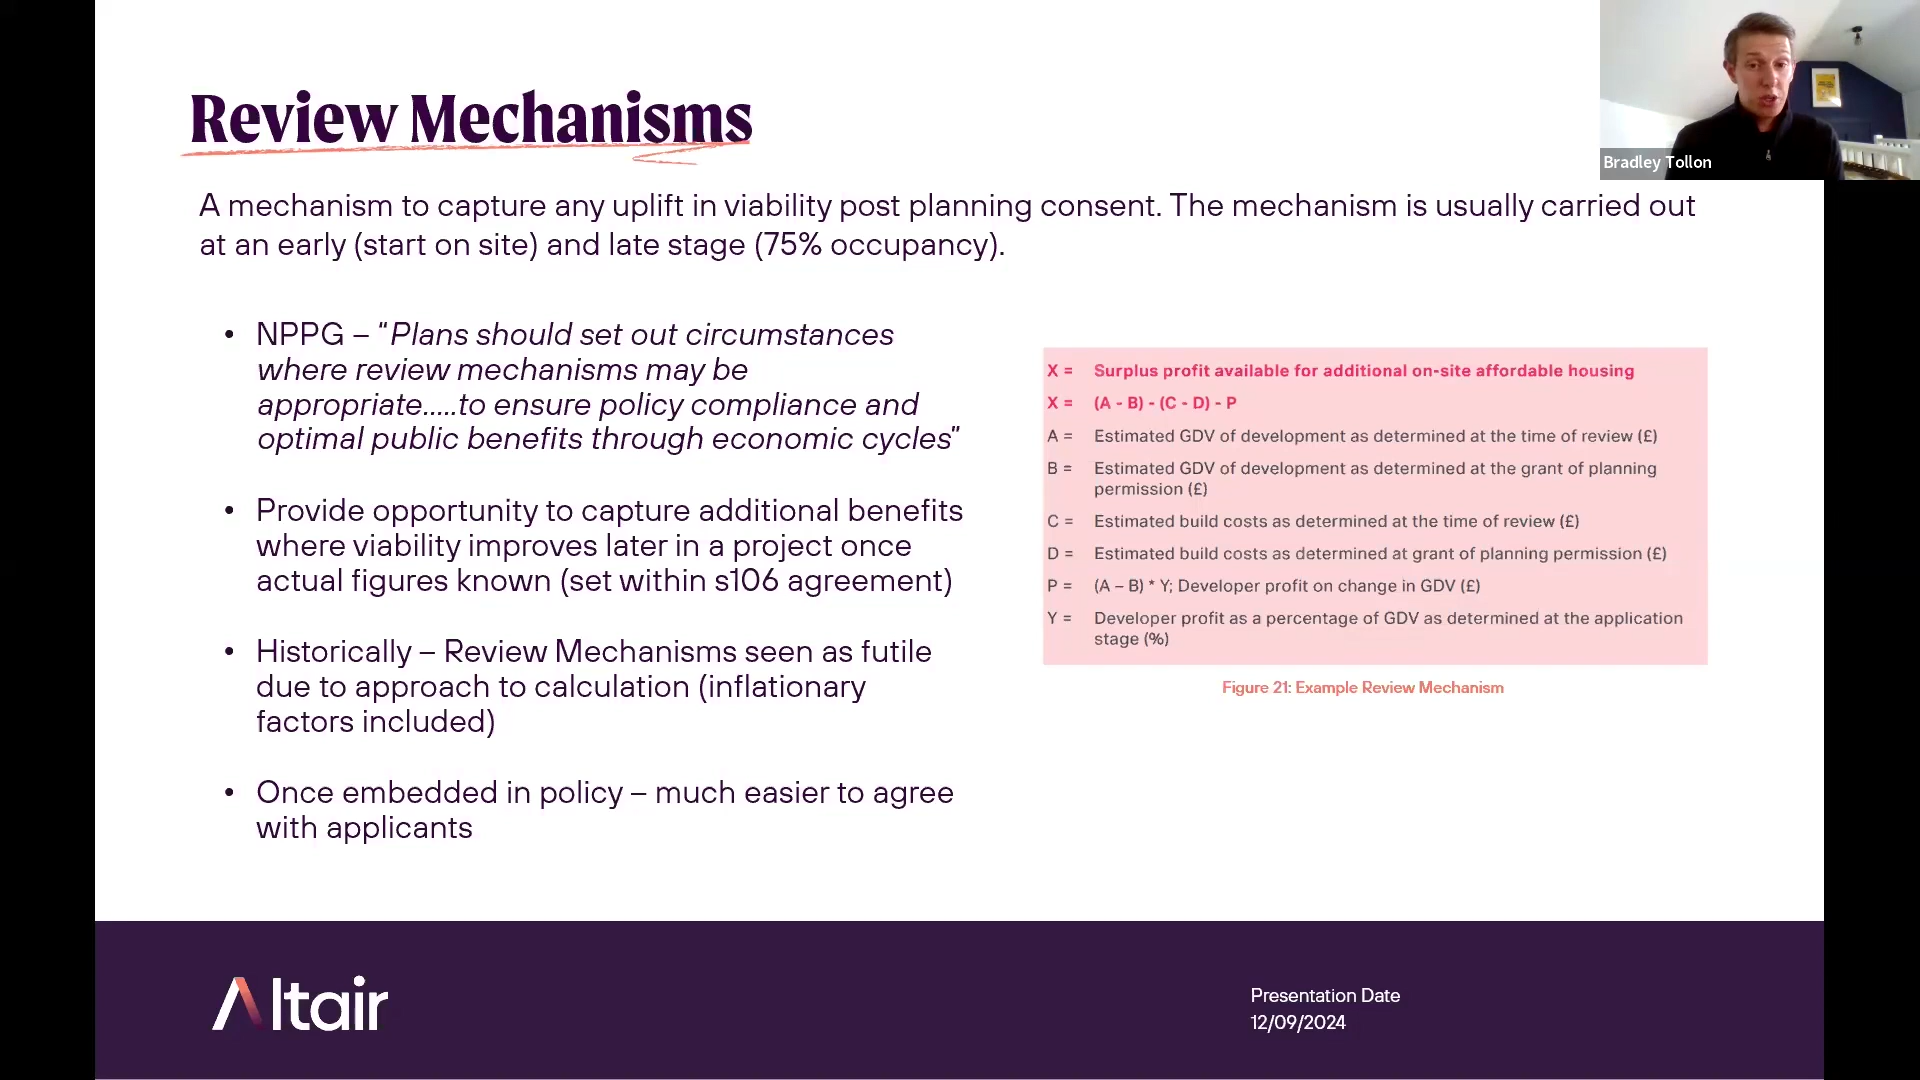 Review Mechanisms
Bradley Tollon
A mechanism to capture any uplift in viability post planning consent. The mechanism is usually carried out
at an early (start on site) and late stage (75% occupancy).
• NPPG – “Plans should set out circumstances
where review mechanisms may be
appropriate…..to ensure policy compliance and
optimal public benefits through economic cycles”
• Provide opportunity to capture additional benefits
where viability improves later in a project once
actual figures known (set within s106 agreement)
• Historically – Review Mechanisms seen as futile
due to approach to calculation (inflationary
factors included)
• Once embedded in policy – much easier to agree
with applicants
X = Surplus profit available for additional on-site affordable housing
X = (A - B) - (C - D) - P
A = Estimated GDV of development as determined at the time of review (£)
B = Estimated GDV of development as determined at the grant of planning
permission (£)
C = Estimated build costs as determined at the time of review (£)
D = Estimated build costs as determined at grant of planning permission (£)
P = (A – B) * Y; Developer profit on change in GDV (£)
Y = Developer profit as a percentage of GDV as determined at the application
stage (%)
Figure 21: Example Review Mechanism
Altair
Presentation Date
12/09/2024